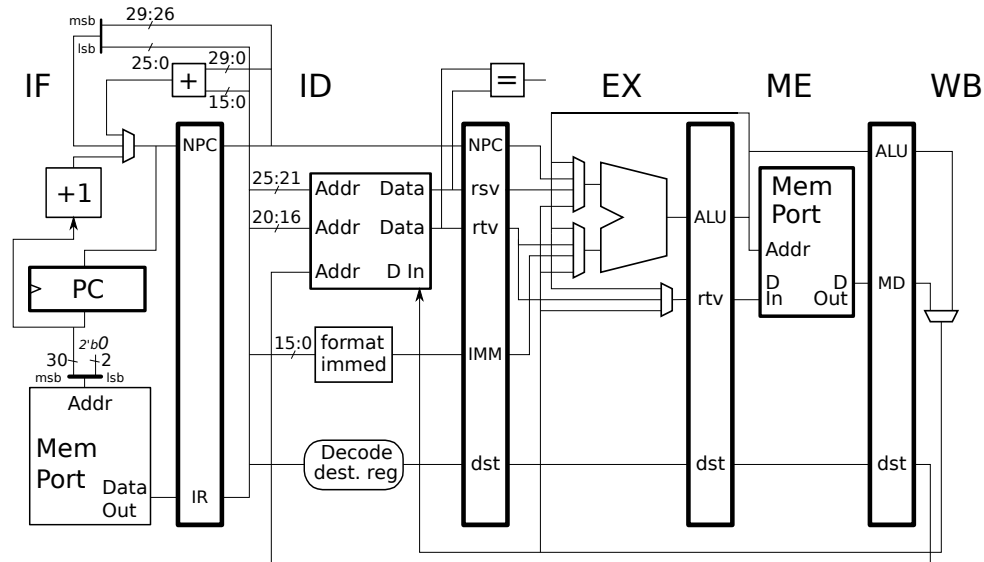 msb
29:26
lsb
25:0
29:0
15:0
+
=
IF
ID
EX
ME
WB
NPC
NPC
ALU
+1
25:21
Addr
Data
rsv
20:16
Addr
Data
rtv
Addr
D In
ALU
Mem
Port
Addr
D
In
D
Out
MD
PC
rtv
2'b0
30
2
msb
lsb
15:0
format
immed
IMM
Addr
Mem
Port
Data
Out
IR
Decode
dest. reg
dst
dst
dst